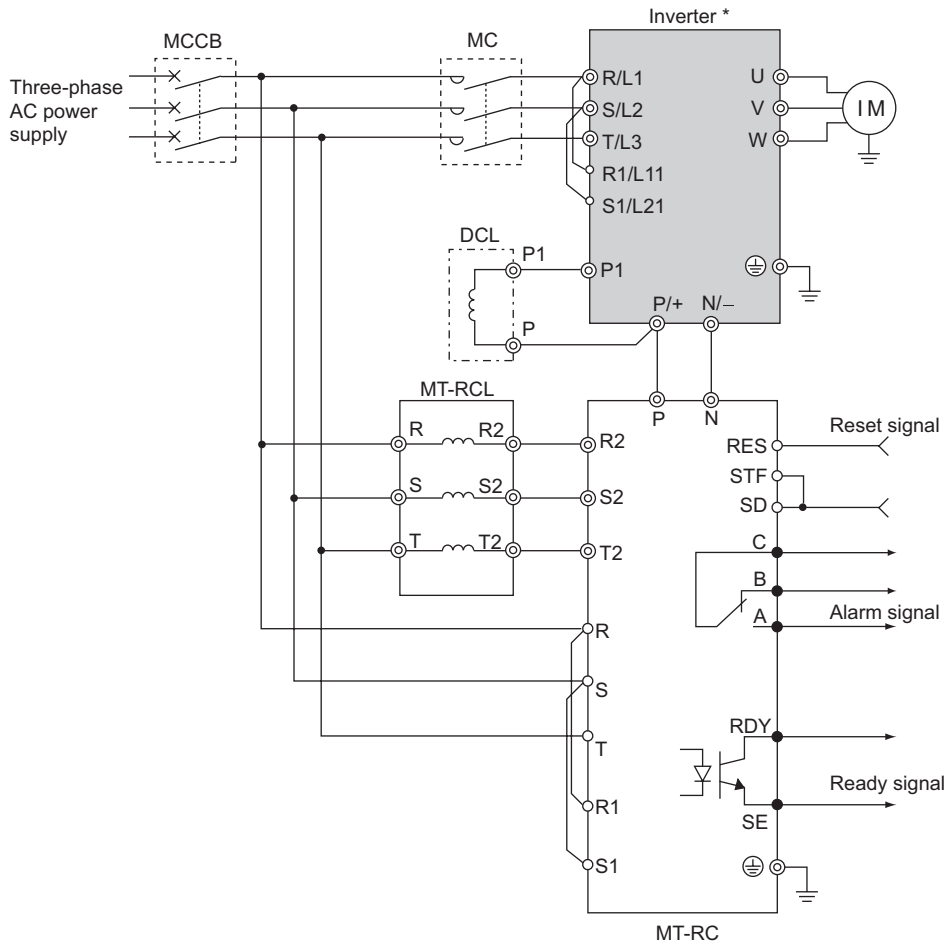 Inverter *
MCCB
MC
Three-phase
AC power
supply
R/L1
S/L2
T/L3
R1/L11
S1/L21
U
V
W
IM
DCL
P1
P1
P
P/+
N/−
MT-RCL
R
R2
S
S2
T
T2
P
N
R2
S2
T2
R
S
T
R1
S1
RES
Reset signal
STF
SD
C
B
A
Alarm signal
RDY
Ready signal
SE
MT-RC